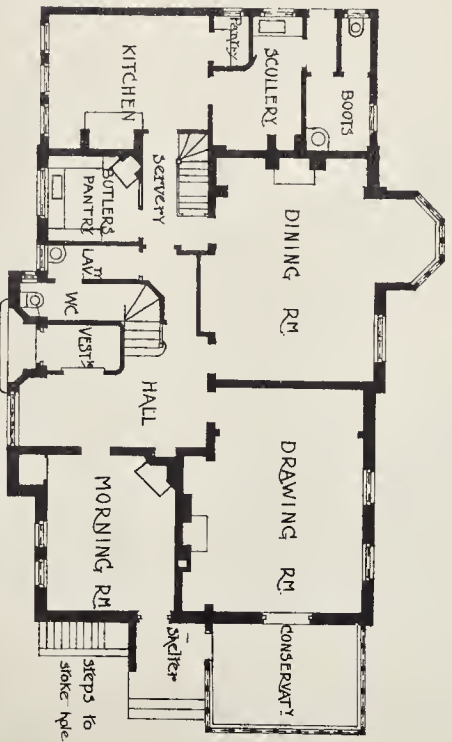 BOOTS
SCULLERY
Pantry
KITCHEN
Servery
BUTLERS
PANTRY
DINING RM
LAV
WC
VEST
HALL
DRAWING RM
MORNING RM
CONSERVATY
Shelter
Steps to
stoke-hole.